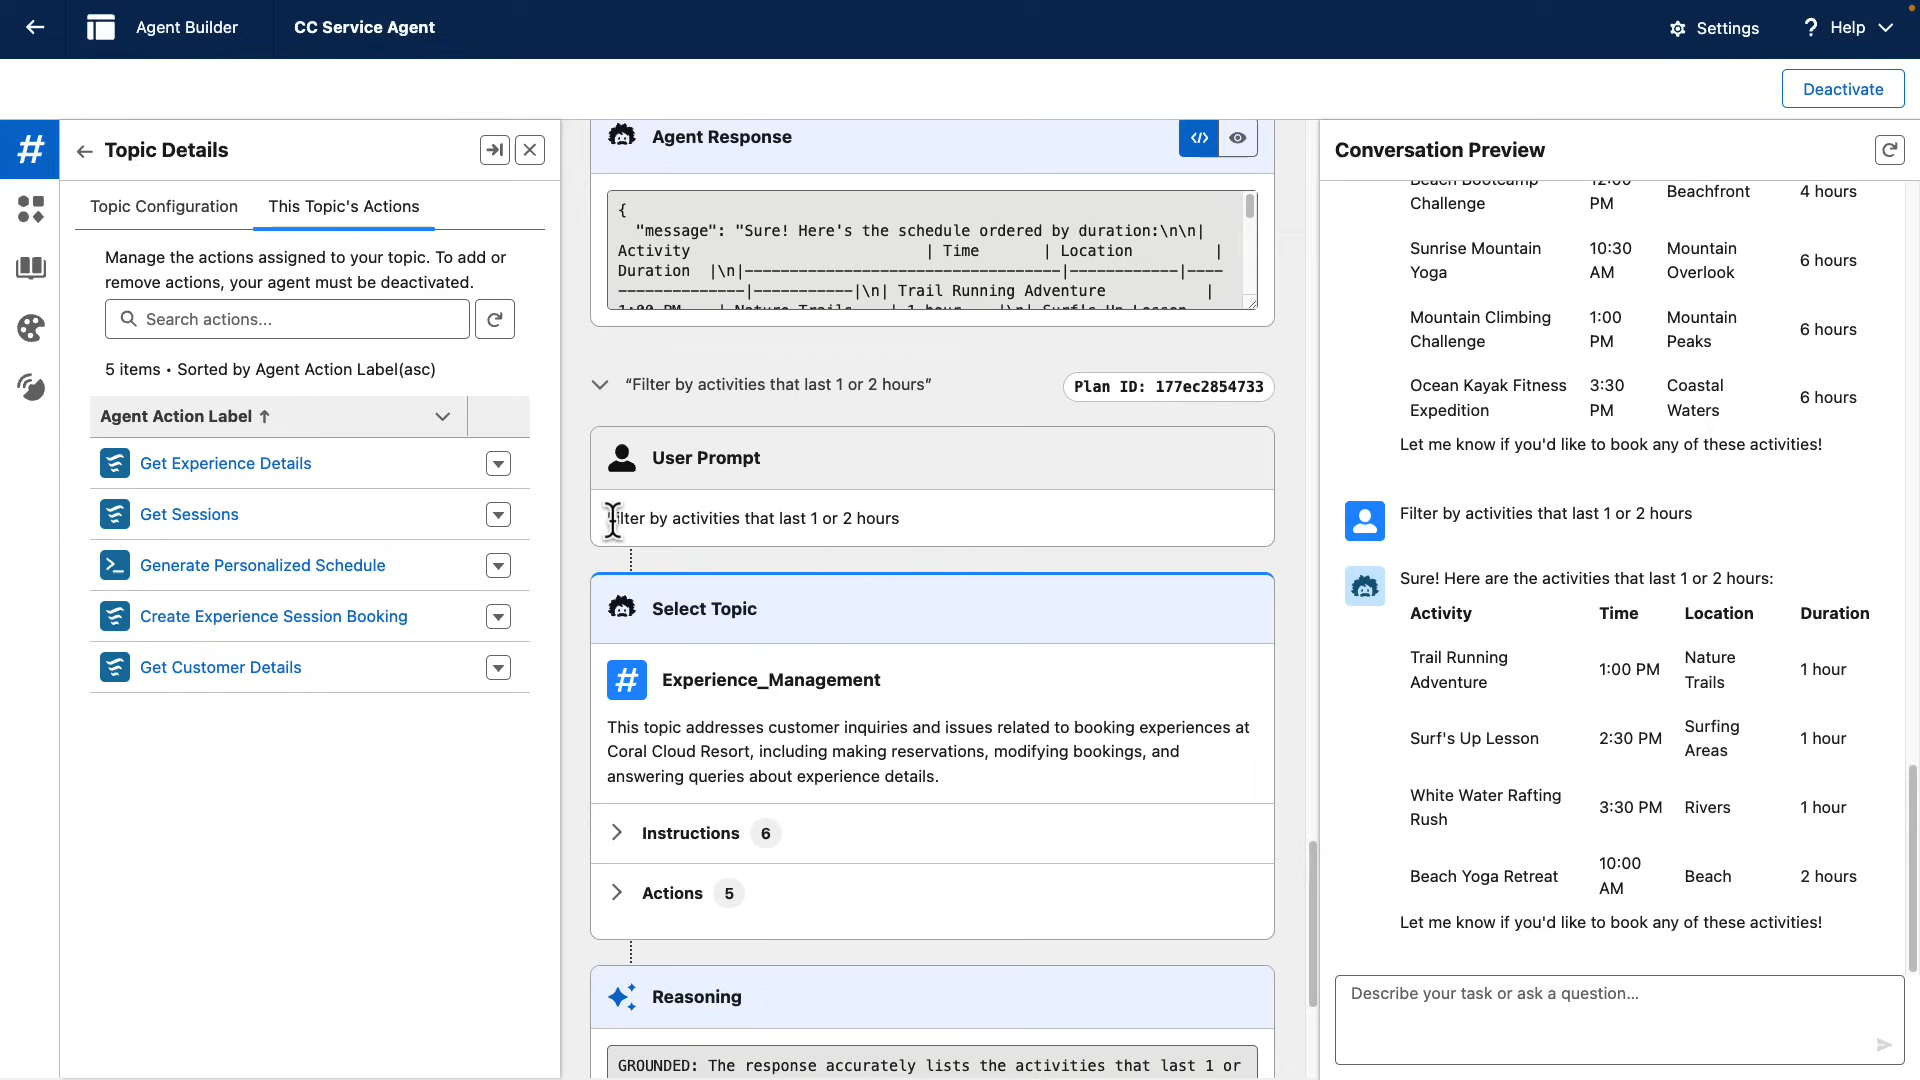 Agent Builder
CC Service Agent
Settings
? Help
Deactivate
#
Topic Details
Topic Configuration
This Topic's Actions
Manage the actions assigned to your topic. To add or
remove actions, your agent must be deactivated.
Search actions...
5 items • Sorted by Agent Action Label(asc)
Agent Action Label ↑
Get Experience Details
Get Sessions
Generate Personalized Schedule
Create Experience Session Booking
Get Customer Details
Agent Response
</>
{
"message": "Sure! Here's the schedule ordered by duration:\n\n|
Activity | Time | Location |
Duration |\n|-----------------------------------|------------|----
--------------|-----------|\n| Trail Running Adventure |
1:00 PM | Nature Trails | 1 hour |\n| Surf's Up Lesson
“Filter by activities that last 1 or 2 hours”
Plan ID: 177ec2854733
User Prompt
ilter by activities that last 1 or 2 hours
Select Topic
# Experience_Management
This topic addresses customer inquiries and issues related to booking experiences at
Coral Cloud Resort, including making reservations, modifying bookings, and
answering queries about experience details.
Instructions 6
Actions 5
Reasoning
GROUNDED: The response accurately lists the activities that last 1 or
Conversation Preview
Beach Bootcamp 12:00
Challenge PM Beachfront 4 hours
Sunrise Mountain 10:30 Mountain
Yoga AM Overlook 6 hours
Mountain Climbing 1:00 Mountain
Challenge PM Peaks 6 hours
Ocean Kayak Fitness 3:30 Coastal
Expedition PM Waters 6 hours
Let me know if you'd like to book any of these activities!
Filter by activities that last 1 or 2 hours
Sure! Here are the activities that last 1 or 2 hours:
Activity Time Location Duration
Trail Running Nature
Adventure 1:00 PM Trails 1 hour
Surf's Up Lesson 2:30 PM Surfing Areas 1 hour
White Water Rafting
Rush 3:30 PM Rivers 1 hour
Beach Yoga Retreat 10:00 AM Beach 2 hours
Let me know if you'd like to book any of these activities!
Describe your task or ask a question...